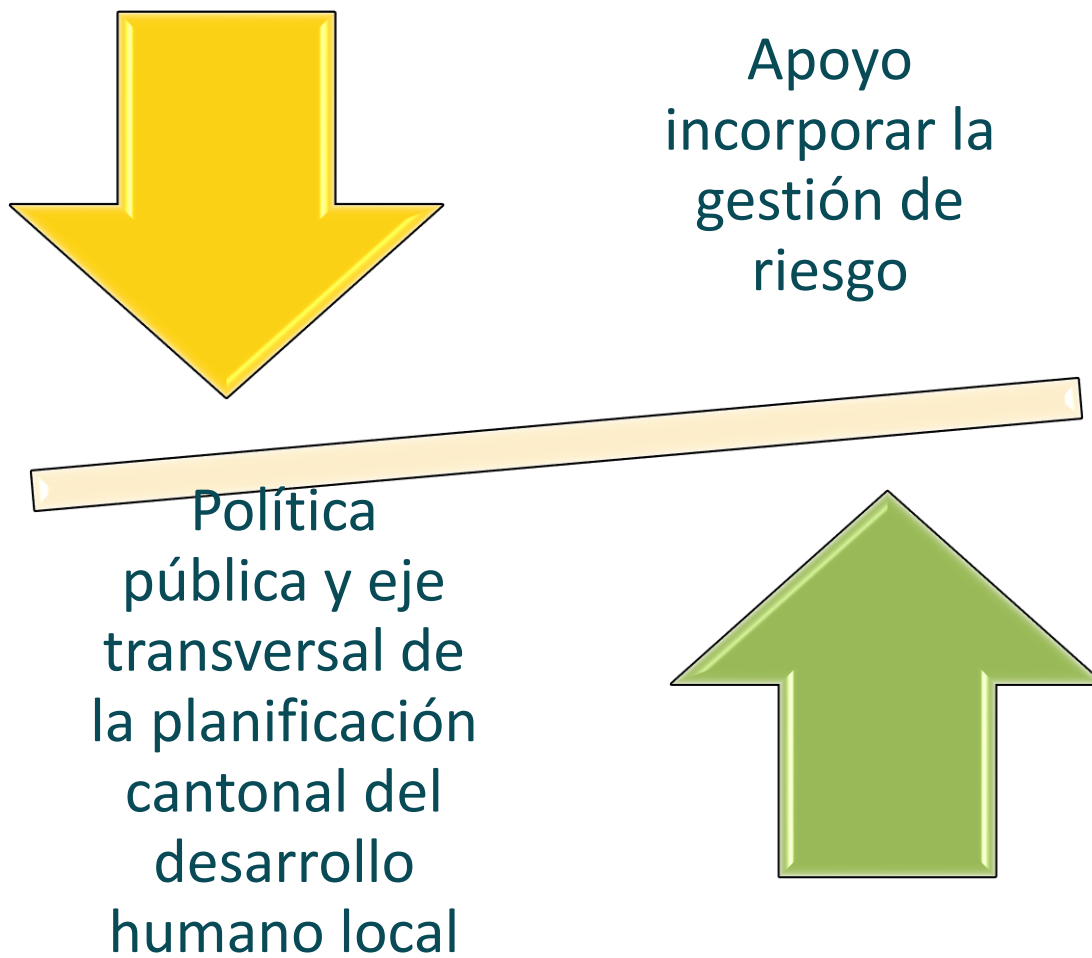 Apoyo
incorporar la
gestión de
riesgo
Política
pública y eje
transversal de
la planificación
cantonal del
desarrollo
humano local